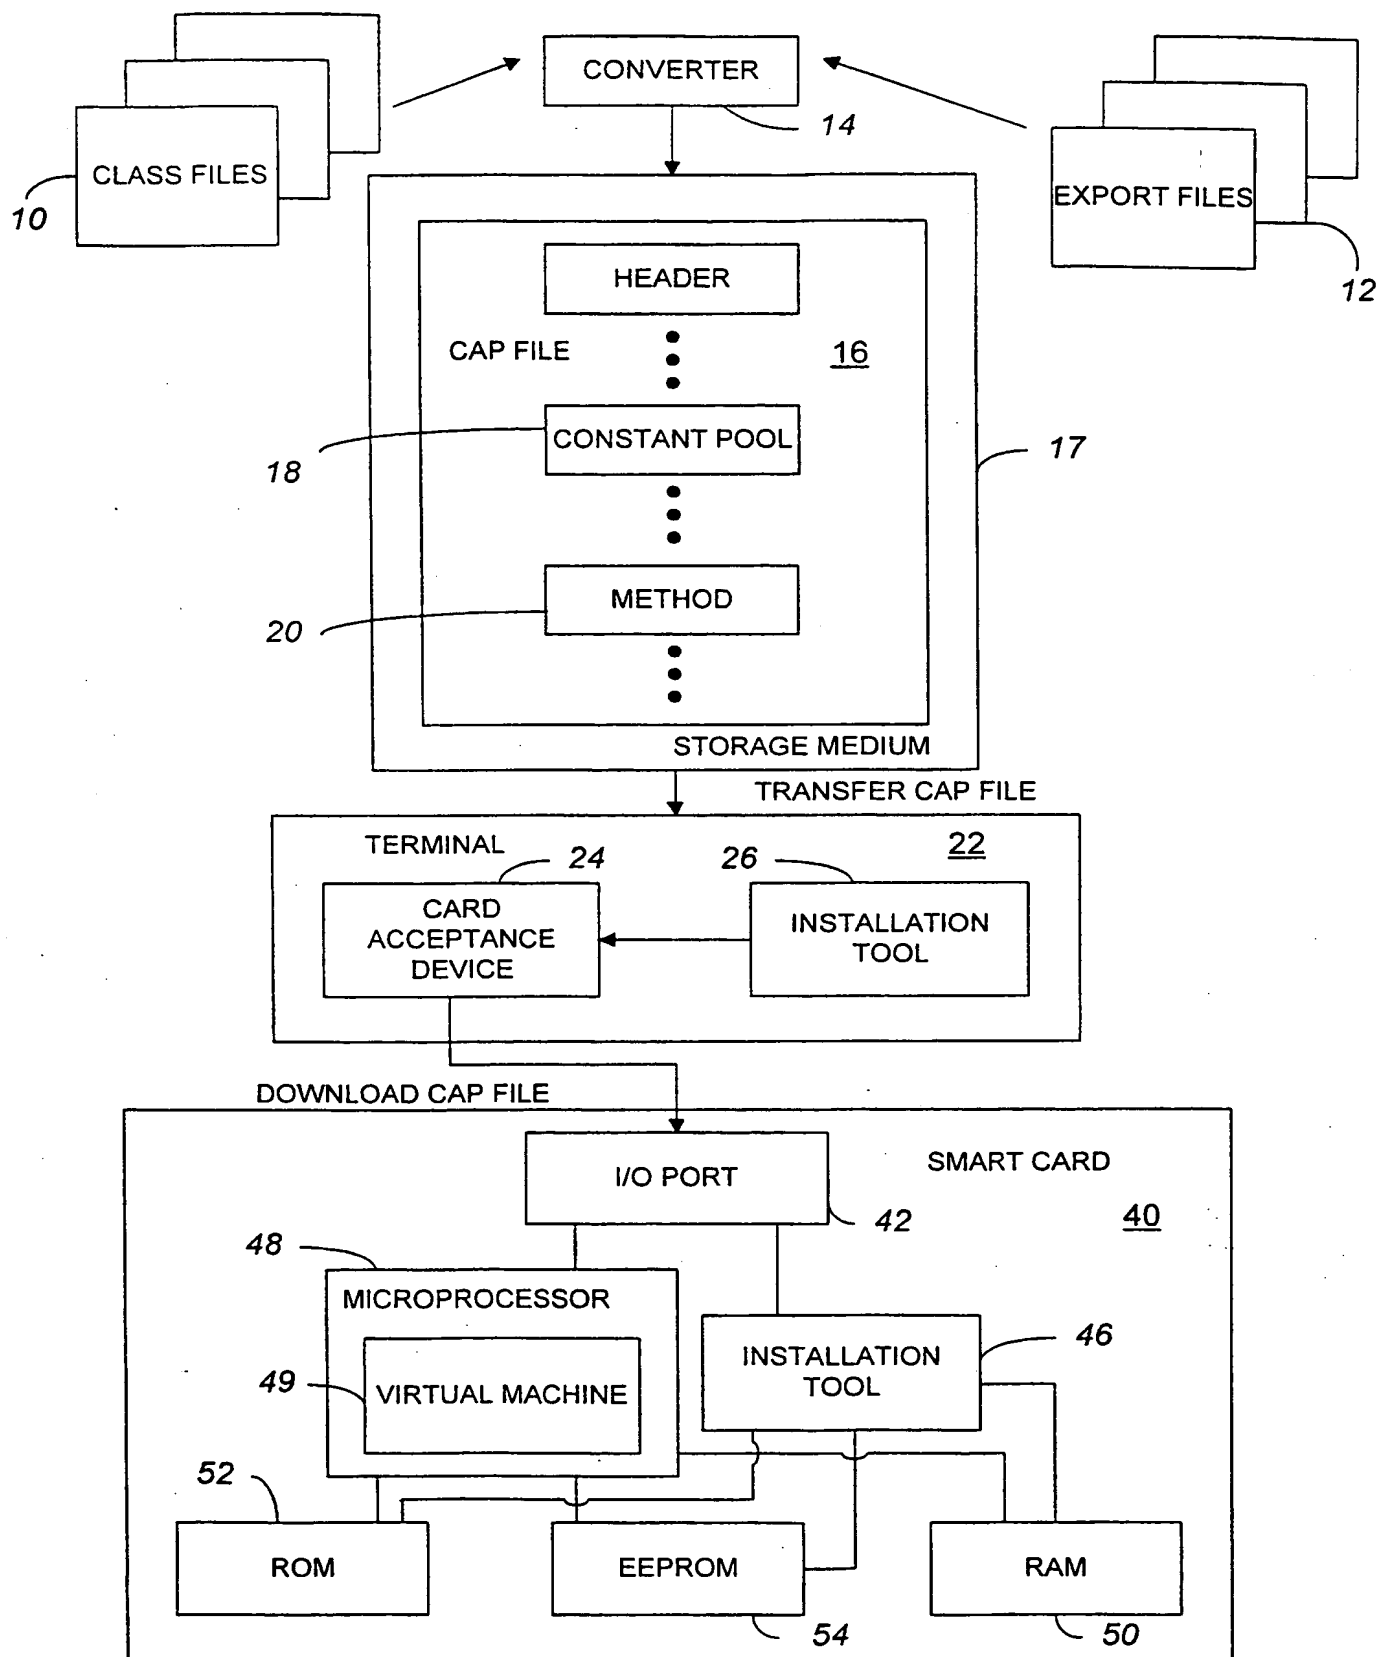 CONVERTER
14
CLASS FILES
10
EXPORT FILES
12
HEADER
CAP FILE
16
CONSTANT POOL
18
17
METHOD
20
STORAGE MEDIUM
TRANSFER CAP FILE
TERMINAL
22
24
26
CARD
ACCEPTANCE
DEVICE
INSTALLATION
TOOL
DOWNLOAD CAP FILE
I/O PORT
SMART CARD
42
40
48
MICROPROCESSOR
46
INSTALLATION
TOOL
49
VIRTUAL MACHINE
52
ROM
EEPROM
RAM
54
50